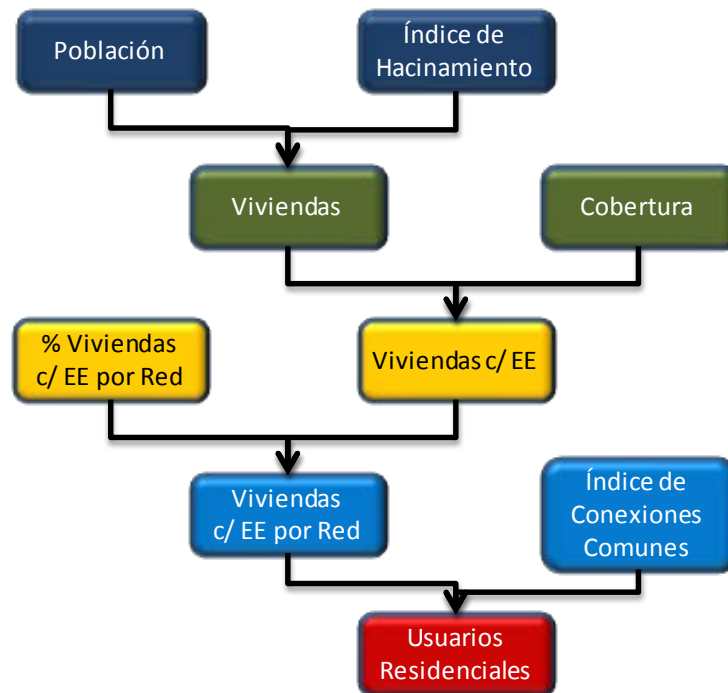 Población
Índice de
Hacinamiento
Viviendas
Cobertura
% Viviendas
c/ EE por Red
Viviendas c/ EE
Viviendas
c/ EE por Red
Índice de
Conexiones
Comunes
Usuarios
Residenciales